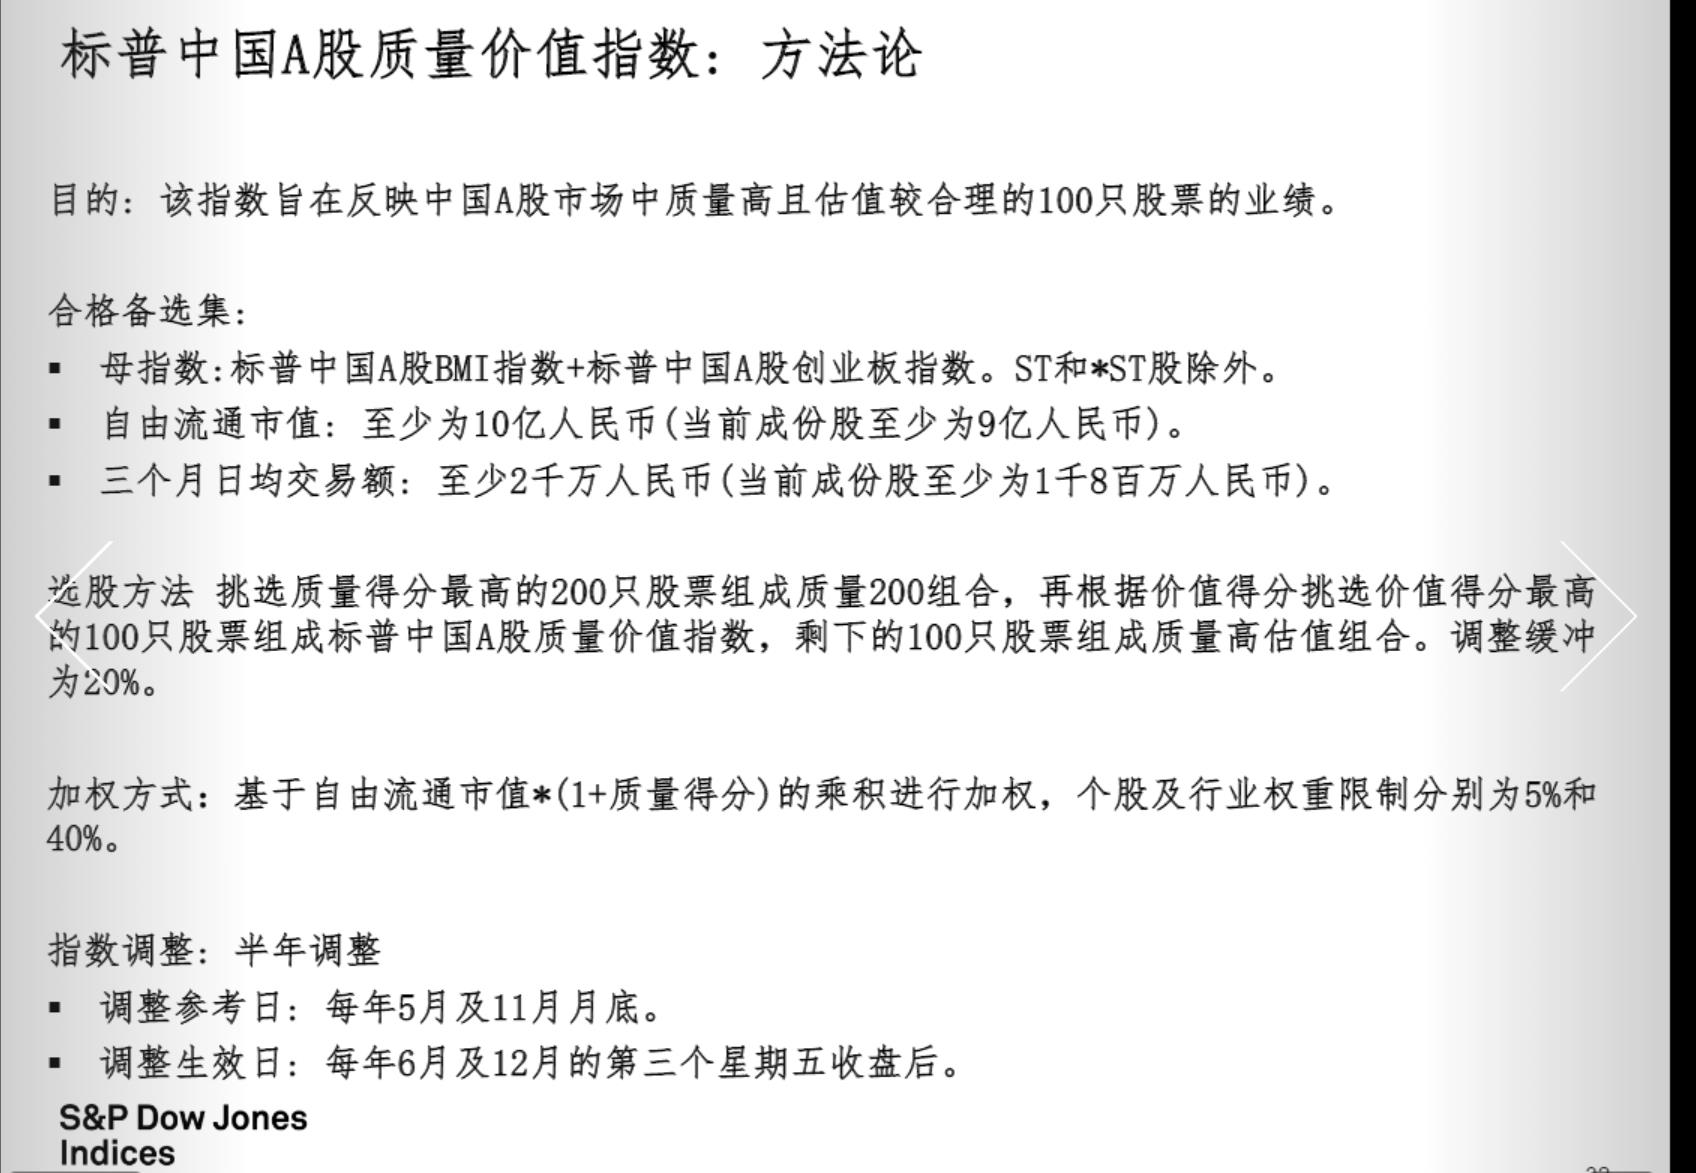 标普中国A股质量价值指数：方法论
目的：该指数旨在反映中国A股市场中质量高且估值较合理的100只股票的业绩。
合格备选集：
▪ 母指数:标普中国A股BMI指数+标普中国A股创业板指数。ST和*ST股除外。
▪ 自由流通市值：至少为10亿人民币(当前成份股至少为9亿人民币)。
▪ 三个月日均交易额：至少2千万人民币(当前成份股至少为1千8百万人民币)。
选股方法 挑选质量得分最高的200只股票组成质量200组合，再根据价值得分挑选价值得分最高
的100只股票组成标普中国A股质量价值指数，剩下的100只股票组成质量高估值组合。调整缓冲
为20%。
加权方式：基于自由流通市值*(1+质量得分)的乘积进行加权，个股及行业权重限制分别为5%和
40%。
指数调整：半年调整
▪ 调整参考日：每年5月及11月月底。
▪ 调整生效日：每年6月及12月的第三个星期五收盘后。
S&P Dow Jones
Indices